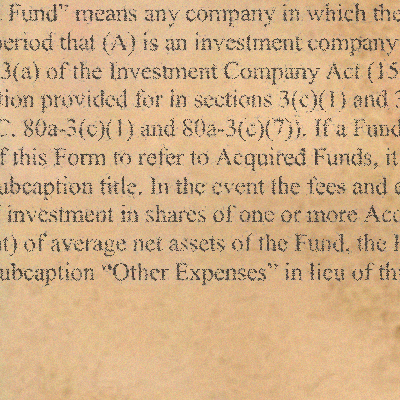 Fund" means any company in which the
period that (A) is an investment company
3(a) of the Investment Company Act (15
tion provided for in sections 3(c)(1) and 3
C. 80a-3(c)(1) and 80a-3(c)(7)). If a Fund
f this Form to refer to Acquired Funds, it
ubcaption title. In the event the fees and e
investment in shares of one or more Acq
t) of average net assets of the Fund, the F
ubcaption "Other Expenses" in lieu of thi